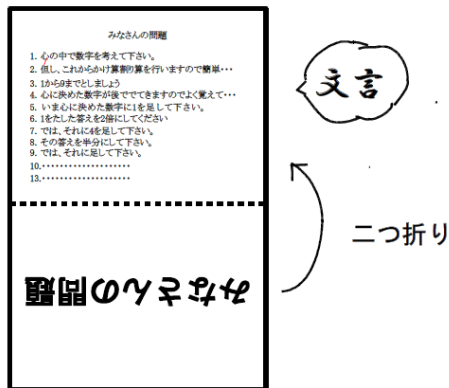 みなさんの問題
1. 心の中で数字を考えて下さい。
2. 但し、これからかけ算割り算を行いますので簡単・・・
3. 1から9までとしましょう
4. 心に決めた数字が後ででてきますのでよく覚えて・・・
5. いま心に決めた数字に1を足して下さい。
6. 1をたした答えを2倍にしてください
7. では、それに4を足して下さい。
8. その答えを半分にして下さい。
9. では、それに足して下さい。
10.・・・・・・・・・・・・・・・・・・・・
13.・・・・・・・・・・・・・・・・・・・・
文言
二つ折り
みなさんの問題